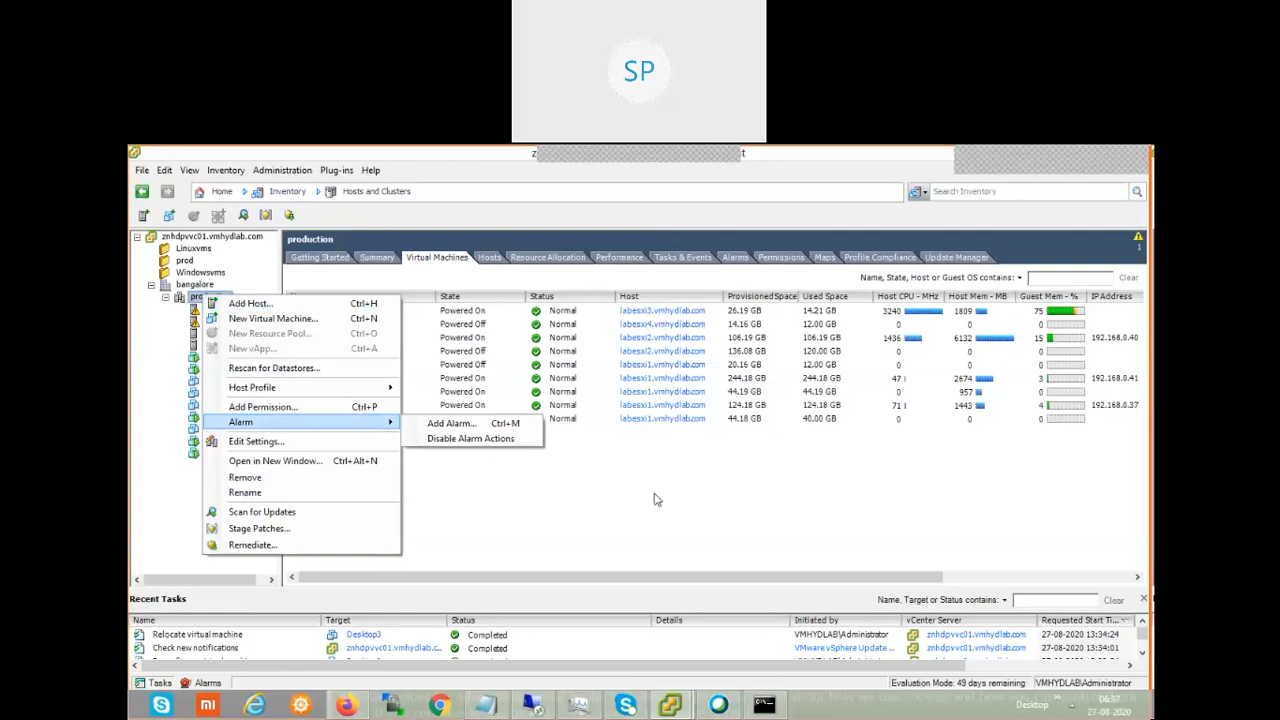 SP
z t
File Edit View Inventory Administration Plug-ins Help
Home Inventory Hosts and Clusters Search Inventory
znhdpvvc01.vmhydlab.com
Linuxvms
prod
Windowsvms
bangalore
production
Getting Started Summary Virtual Machines Hosts Resource Allocation Performance Tasks & Events Alarms Permissions Maps Profile Compliance Update Manager
1
Name, State, Host or Guest OS contains: Clear
State Status Host Provisioned Space Used Space Host CPU - MHz Host Mem - MB Guest Mem - % IP Address
Powered On Normal labesxi3.vmhydlab.com 26.19 GB 14.21 GB 3240 1809 75
Powered Off Normal labesxi4.vmhydlab.com 14.16 GB 12.00 GB 0 0 0
Powered On Normal labesxi2.vmhydlab.com 106.19 GB 106.19 GB 1436 6132 15 192.168.0.40
Powered Off Normal labesxi2.vmhydlab.com 136.08 GB 120.00 GB 0 0 0
Powered Off Normal labesxi1.vmhydlab.com 20.16 GB 12.00 GB 0 0 0
Powered On Normal labesxi1.vmhydlab.com 244.18 GB 244.18 GB 47 2674 3 192.168.0.41
Powered On Normal labesxi1.vmhydlab.com 44.19 GB 44.19 GB 0 957 0
Powered On Normal labesxi1.vmhydlab.com 124.18 GB 124.18 GB 71 1443 4 192.168.0.37
Normal labesxi1.vmhydlab.com 44.18 GB 40.00 GB 0 0 0
Add Host... Ctrl+H
New Virtual Machine... Ctrl+N
New Resource Pool... Ctrl+O
New vApp... Ctrl+A
Rescan for Datastores...
Host Profile
Add Permission... Ctrl+P
Alarm
Add Alarm... Ctrl+M
Disable Alarm Actions
Edit Settings...
Open in New Window... Ctrl+Alt+N
Remove
Rename
Scan for Updates
Stage Patches...
Remediate...
Recent Tasks Name, Target or Status contains: Clear
Name Target Status Details Initiated by vCenter Server Requested Start Ti...
Relocate virtual machine Desktop3 Completed VMHYDLAB\Administrator znhdpvvc01.vmhydlab.com 27-08-2020 13:34:24
Check new notifications znhdpvvc01.vmhydlab.c... Completed VMware vSphere Update ... znhdpvvc01.vmhydlab.com 27-08-2020 13:34:01
Tasks Alarms Evaluation Mode: 49 days remaining VMHYDLAB\Administrator
Desktop 06:37
27-08-2020